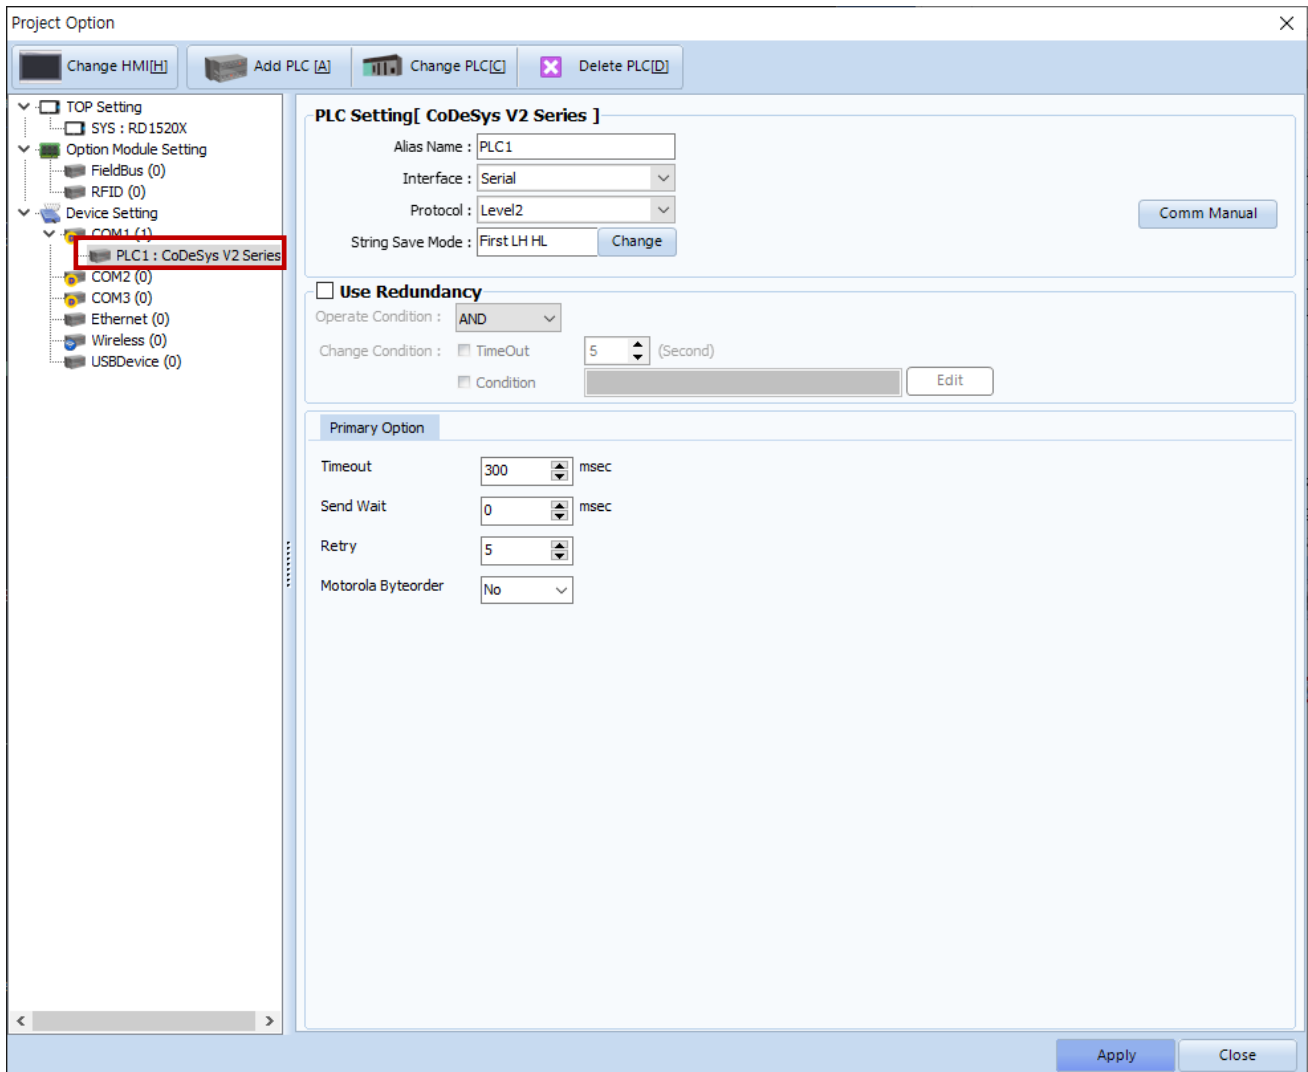 Project Option
Change HMI[H]
Add PLC [A]
Change PLC[C]
Delete PLC[D]
TOP Setting
SYS : RD1520X
Option Module Setting
FieldBus (0)
RFID (0)
Device Setting
COM1 (1)
PLC1 : CoDeSys V2 Series
COM2 (0)
COM3 (0)
Ethernet (0)
Wireless (0)
USBDevice (0)
PLC Setting[ CoDeSys V2 Series ]
Alias Name : PLC1
Interface : Serial
Protocol : Level2
Comm Manual
String Save Mode : First LH HL Change
Use Redundancy
Operate Condition : AND
Change Condition : TimeOut 5 (Second)
Condition Edit
Primary Option
Timeout 300 msec
Send Wait 0 msec
Retry 5
Motorola Byteorder No
Apply Close